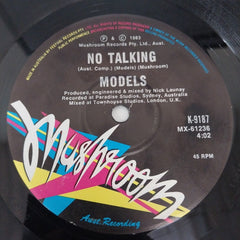 ℗ & © 1983
Mushroom Records Pty. Ltd. Aust.
NO TALKING
(Aust. Comp.) (Models) (Mushroom)
MODELS
Produced, engineered & mixed by Nick Launay
Recorded at Paradise Studios, Sydney, Australia
Mixed at Townhouse Studios, London, U.K.
K-9187
MX-61236
4:02
45 RPM
Mushroom
Aust. Recording